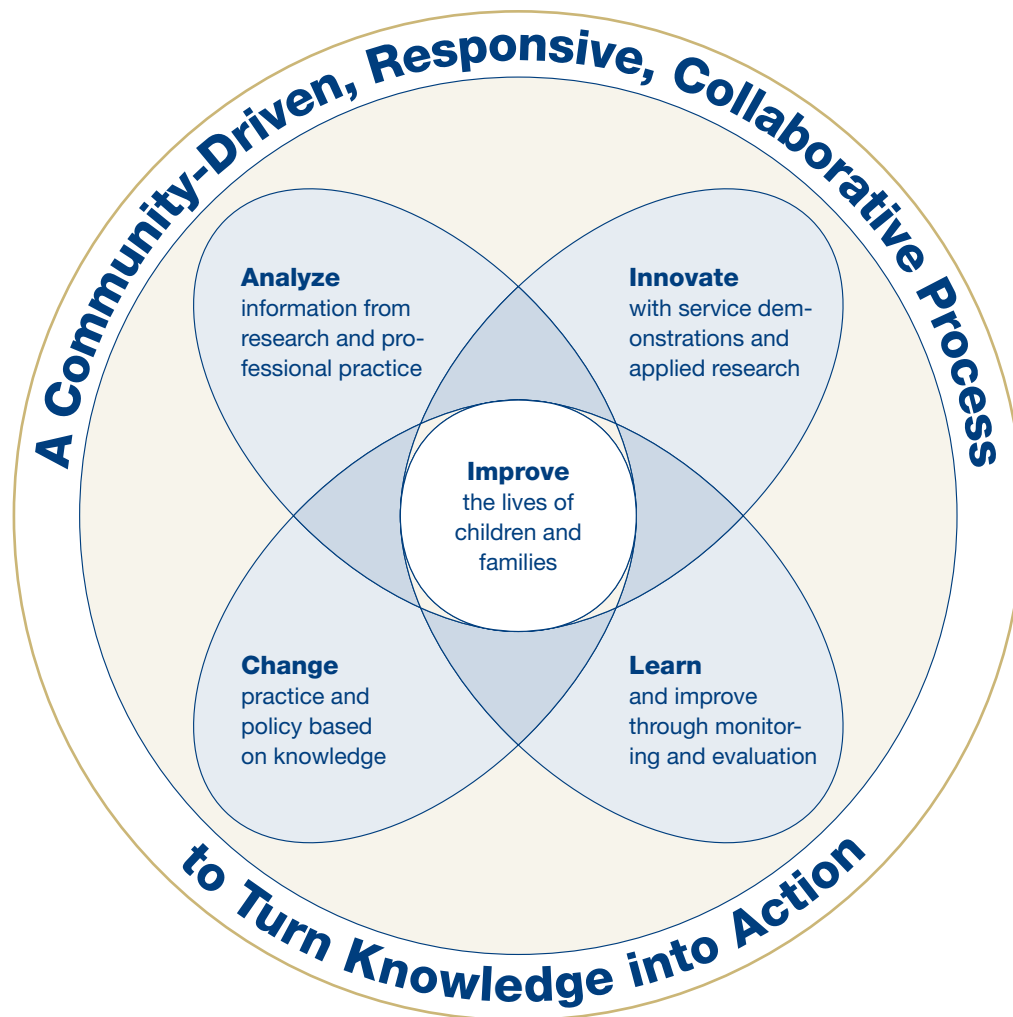 A Community-Driven, Responsive, Collaborative Process
Analyze
information from
research and pro-
fessional practice
Innovate
with service dem-
onstrations and
applied research
Improve
the lives of
children and
families
Change
practice and
policy based
on knowledge
Learn
and improve
through monitor-
ing and evaluation
to Turn Knowledge into Action